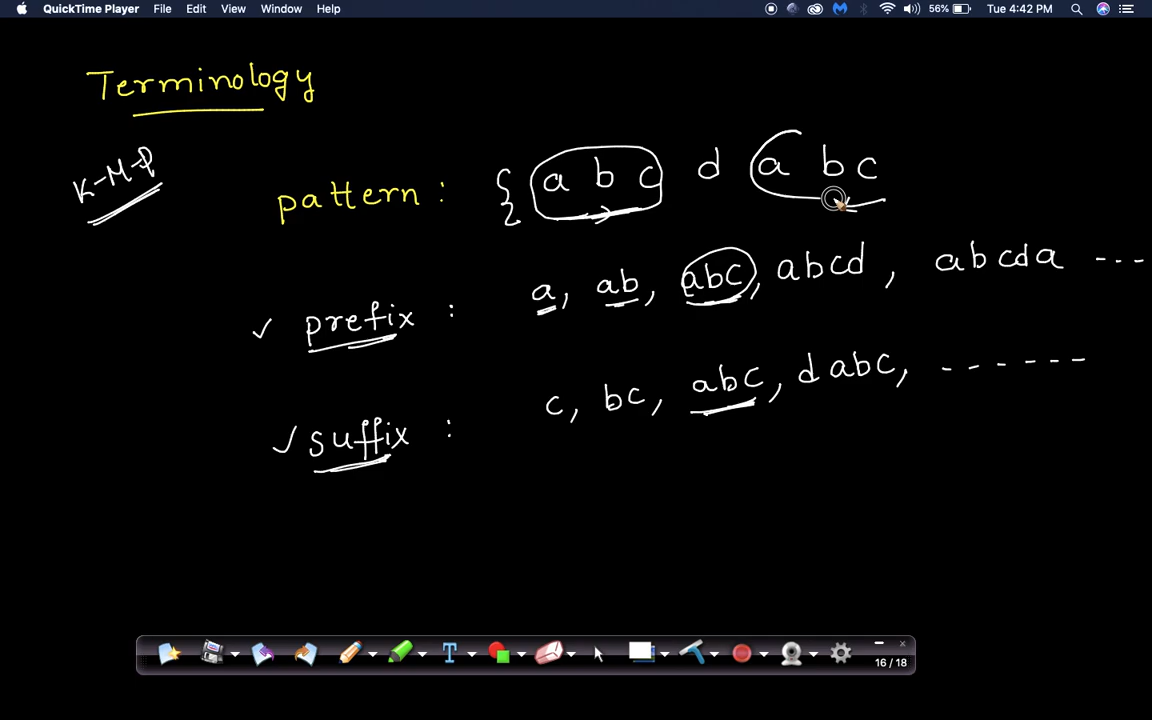 QuickTime Player File Edit View Window Help 56% Tue 4:42 PM
Terminology
K-M-P
pattern : { a b c d a b c
prefix : a, ab, abc, abcd, abcda ---
suffix : c, bc, abc, dabc, ------
T
16 / 18